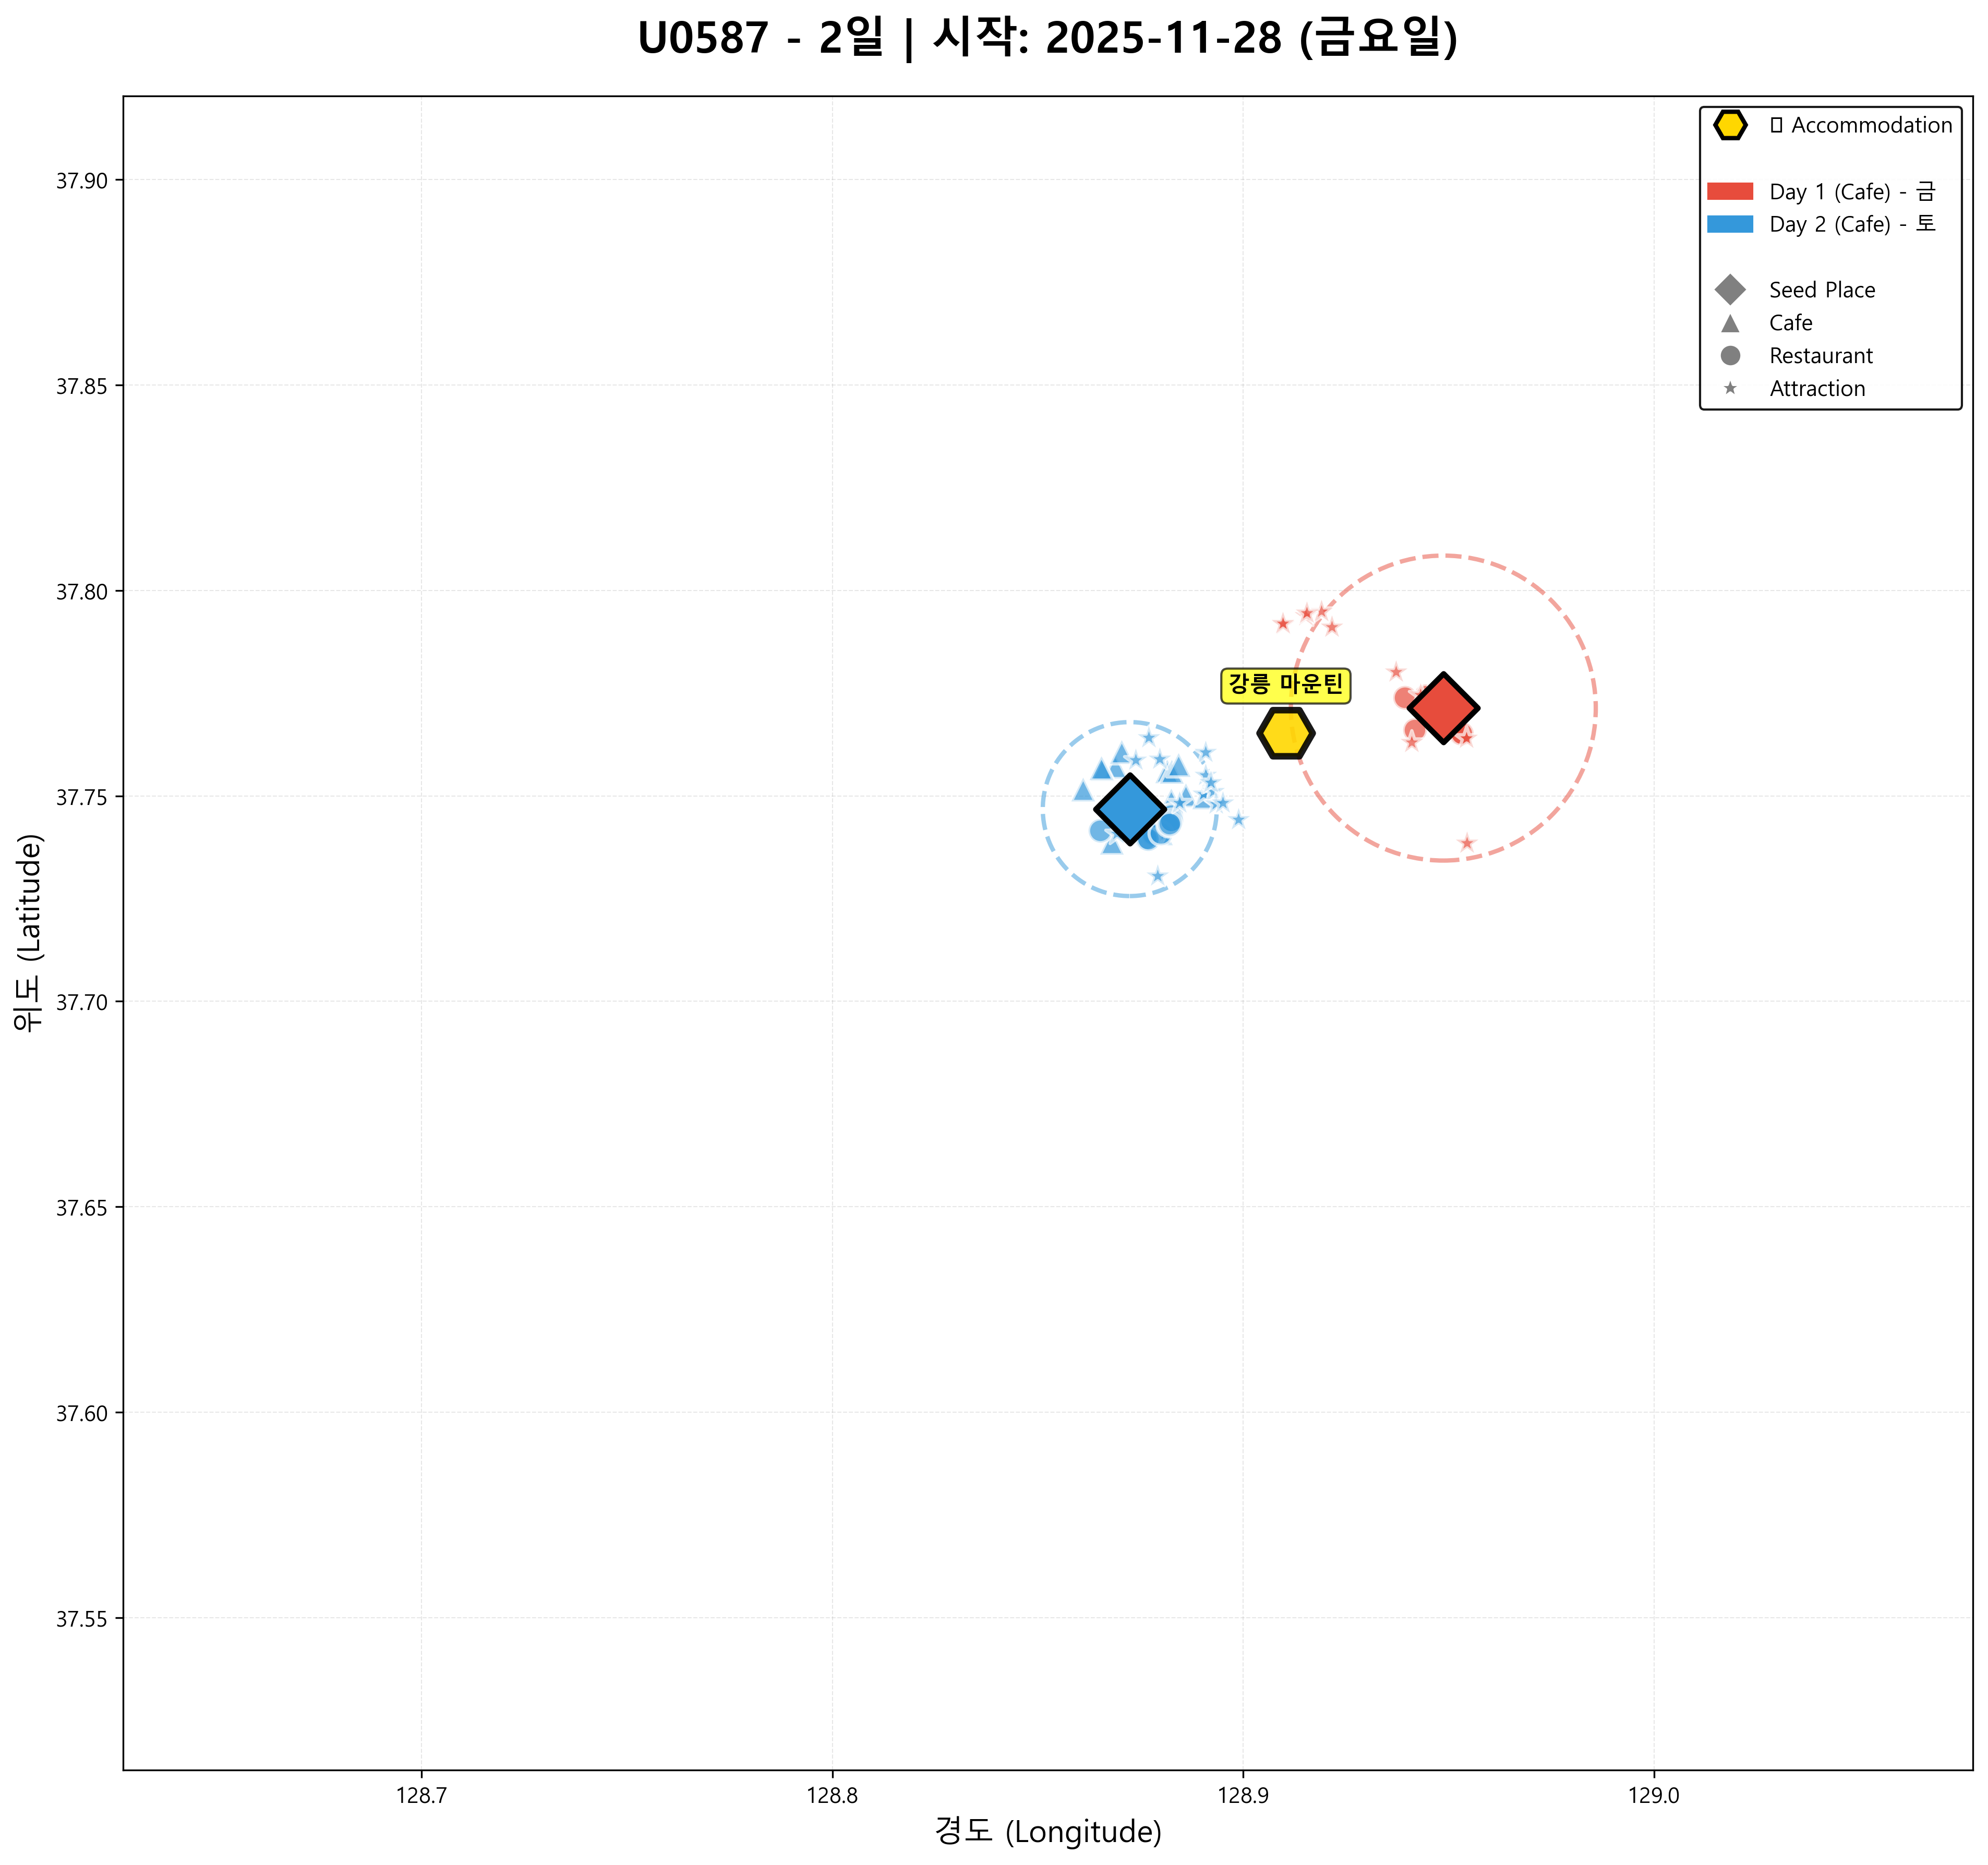 U0587 - 2일 | 시작: 2025-11-28 (금요일)
Accommodation
Day 1 (Cafe) - 금
Day 2 (Cafe) - 토
Seed Place
Cafe
Restaurant
Attraction
37.90
37.85
37.80
37.75
37.70
37.65
37.60
37.55
강릉 마운틴
위도 (Latitude)
128.7
128.8
128.9
129.0
경도 (Longitude)